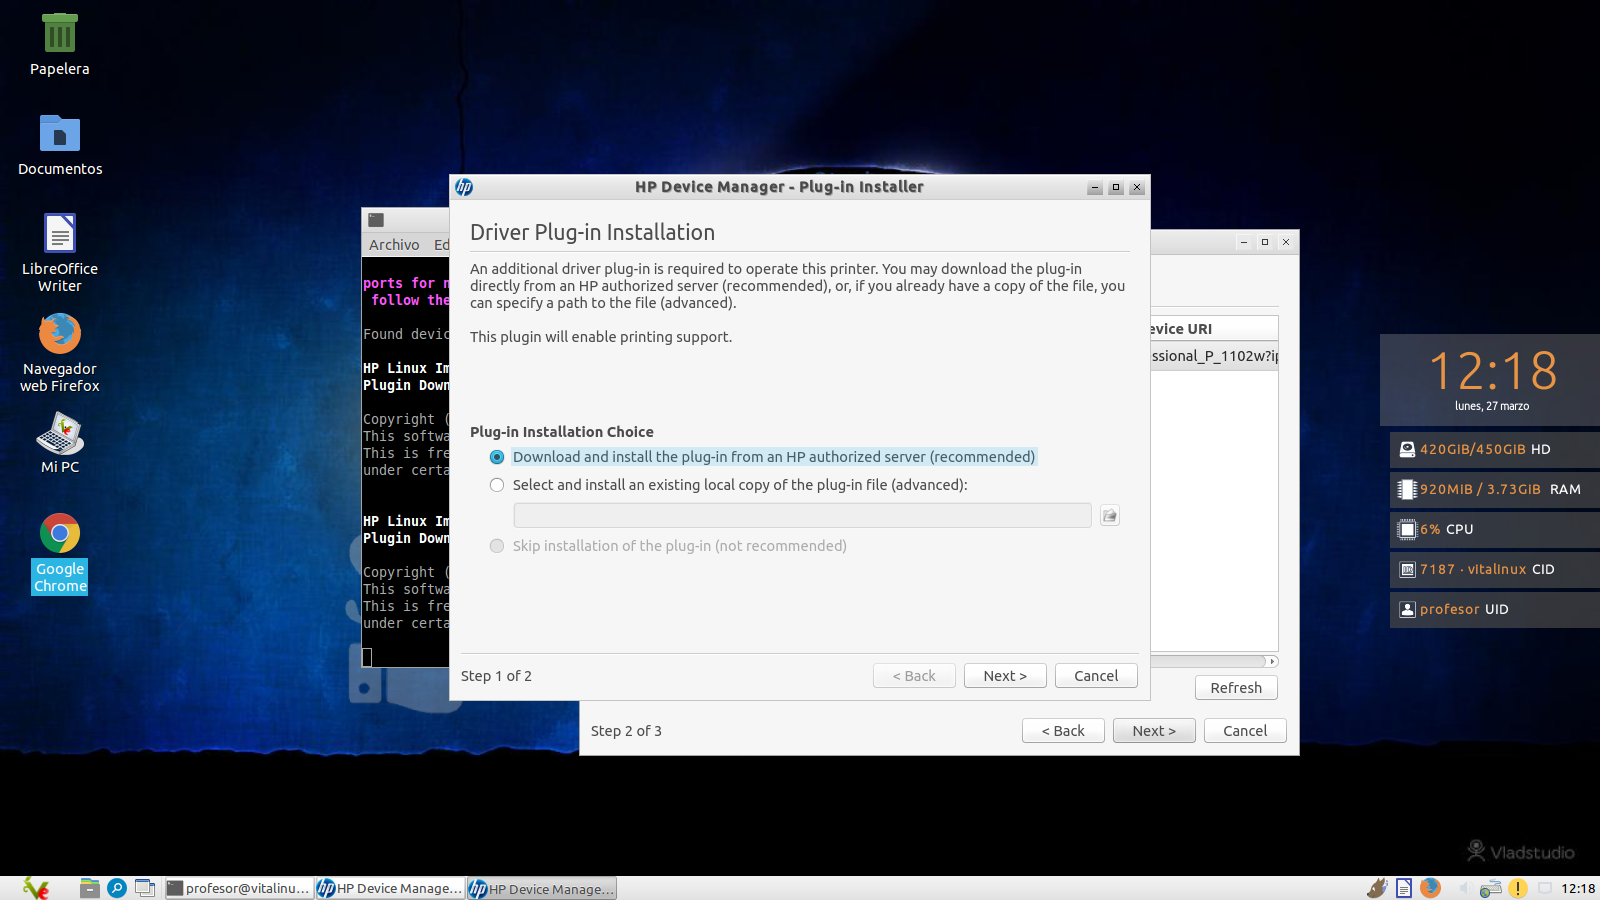 Papelera
Documentos
LibreOffice
Writer
Navegador
web Firefox
Mi PC
Google
Chrome
HP Device Manager - Plug-in Installer
Driver Plug-in Installation
An additional driver plug-in is required to operate this printer. You may download the plug-in
directly from an HP authorized server (recommended), or, if you already have a copy of the file, you
can specify a path to the file (advanced).
This plugin will enable printing support.
Plug-in Installation Choice
Download and install the plug-in from an HP authorized server (recommended)
Select and install an existing local copy of the plug-in file (advanced):
Skip installation of the plug-in (not recommended)
Step 1 of 2
< Back
Next >
Cancel
Archivo Ed
ports for
follow the
Found devic
HP Linux Im
Plugin Down
Copyright (
This softwa
This is fre
under certa
HP Linux Im
Plugin Down
Copyright (
This softwa
This is fre
under certa
evice URI
ssional_P_1102w?ip
Refresh
Step 2 of 3
< Back
Next >
Cancel
12:18
lunes, 27 marzo
420GIB/450GIB HD
920MIB / 3.73GIB RAM
6% CPU
7187 · vitalinux CID
profesor UID
Vladstudio
profesor@vitalinu...
hp HP Device Manage...
hp HP Device Manage...
12:18